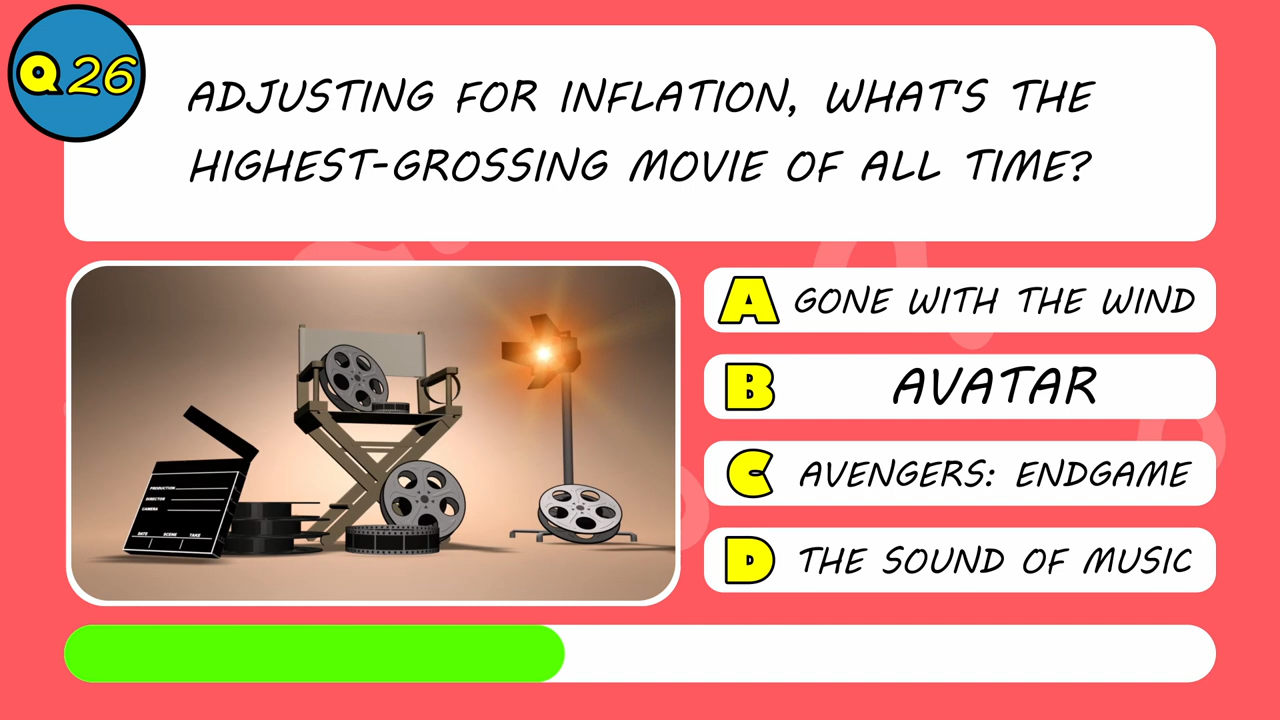 Q 26
ADJUSTING FOR INFLATION, WHAT'S THE
HIGHEST-GROSSING MOVIE OF ALL TIME?
A GONE WITH THE WIND
B AVATAR
C AVENGERS: ENDGAME
D THE SOUND OF MUSIC
PRODUCTION
DIRECTOR
CAMERA
DATE SCENE TAKE